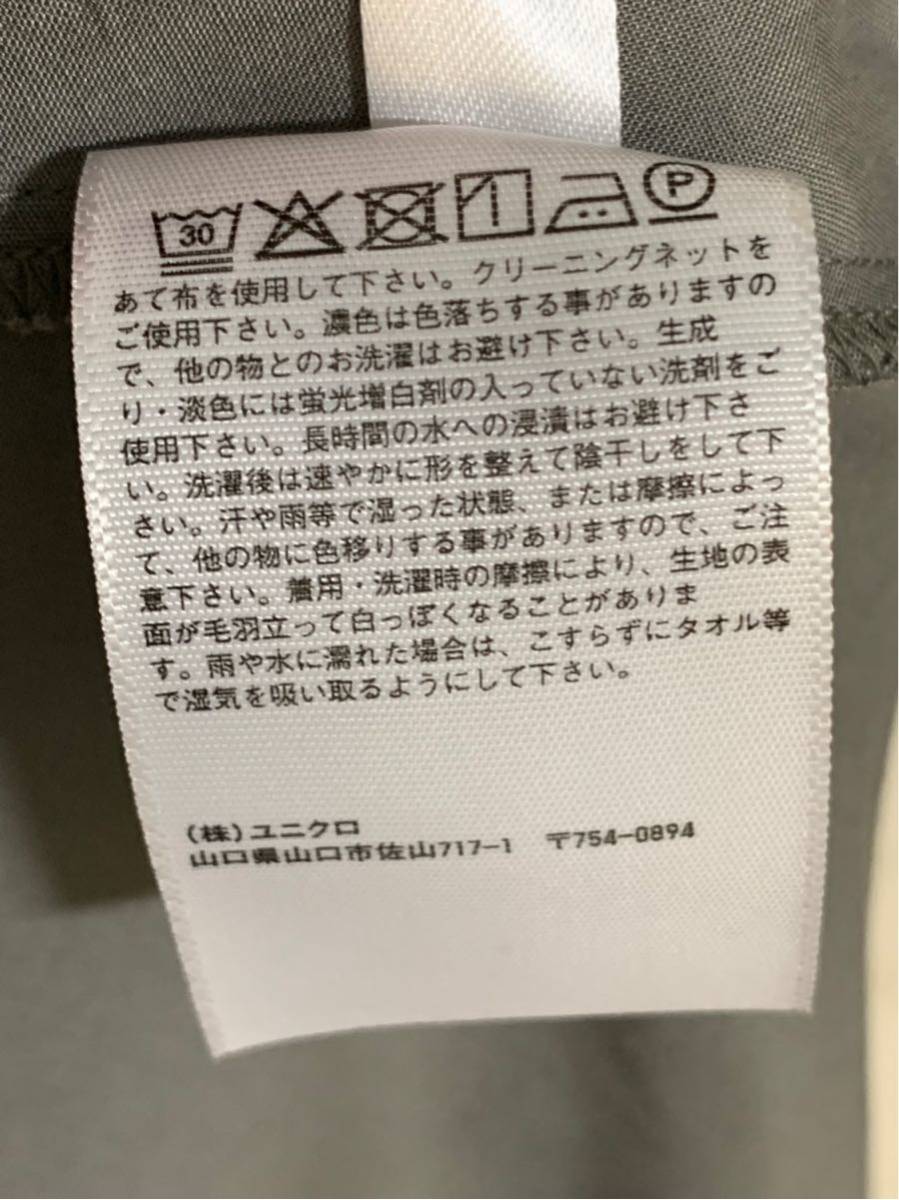 30 P
あて布を使用して下さい。クリーニングネットを
ご使用下さい。濃色は色落ちする事がありますの
で、他の物とのお洗濯はお避け下さい。生成
り・淡色には蛍光増白剤の入っていない洗剤をご
使用下さい。長時間の水への浸漬はお避け下さ
い。洗濯後は速やかに形を整えて陰干しをして下
さい。汗や雨等で湿った状態、または摩擦によっ
て、他の物に色移りする事がありますので、ご注
意下さい。着用・洗濯時の摩擦により、生地の表
面が毛羽立って白っぽくなることがありま
す。雨や水に濡れた場合は、こすらずにタオル等
で湿気を吸い取るようにして下さい。
(株)ユニクロ
山口県山口市佐山717-1 〒754-0894